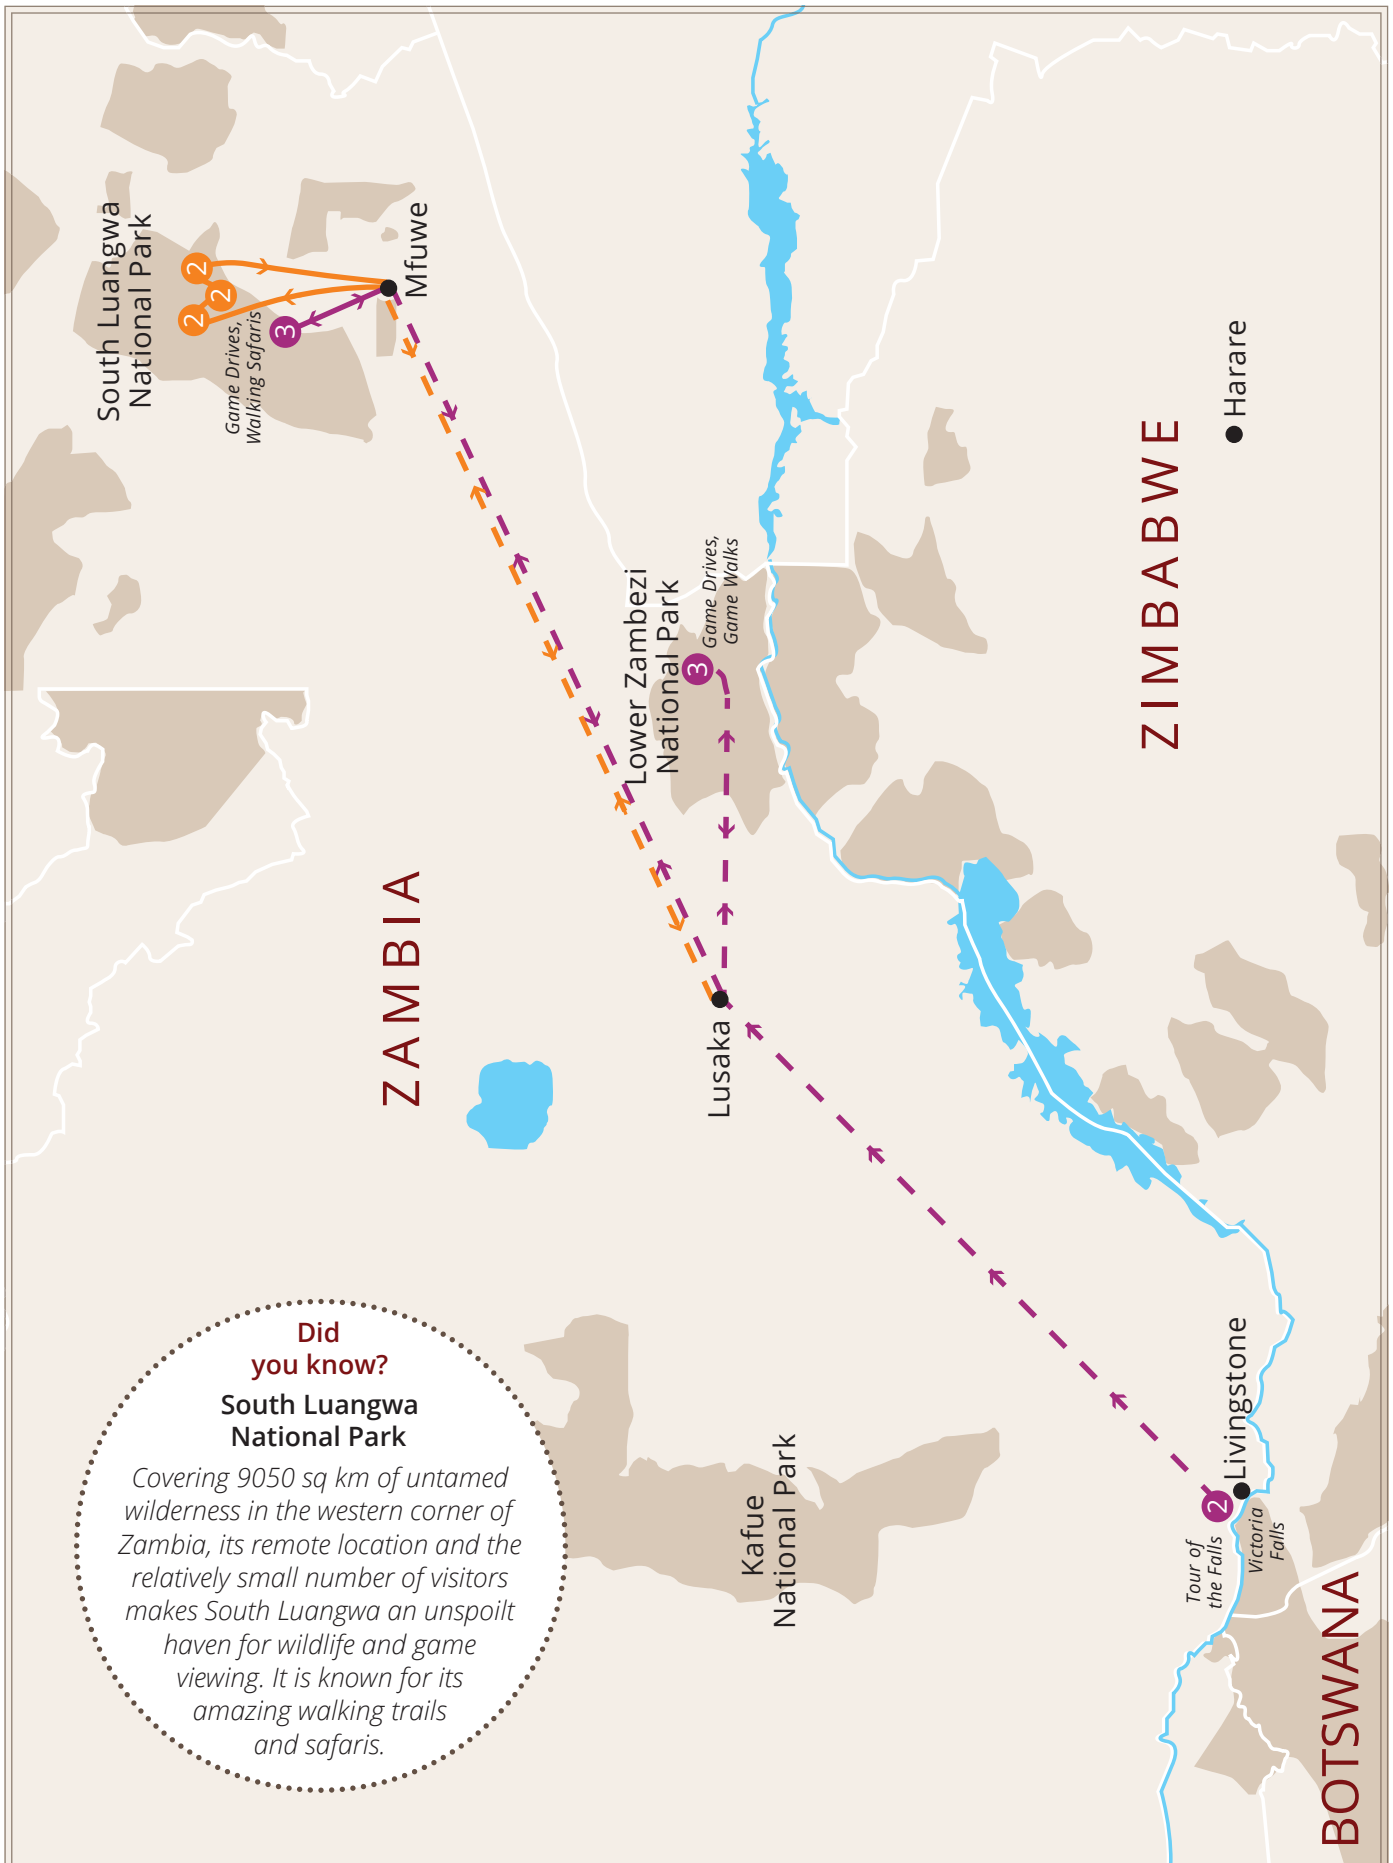 South Luangwa
National Park
2
2
2
3
Game Drives,
Walking Safaris
Mfuwe
Lower Zambezi
National Park
3
Game Drives,
Game Walks
Harare
ZIMBABWE
ZAMBIA
Lusaka
Kafue
National Park
Livingstone
2
Tour of
the Falls
Victoria
Falls
BOTSWANA
Did
you know?
South Luangwa
National Park
Covering 9050 sq km of untamed
wilderness in the western corner of
Zambia, its remote location and the
relatively small number of visitors
makes South Luangwa an unspoilt
haven for wildlife and game
viewing. It is known for its
amazing walking trails
and safaris.